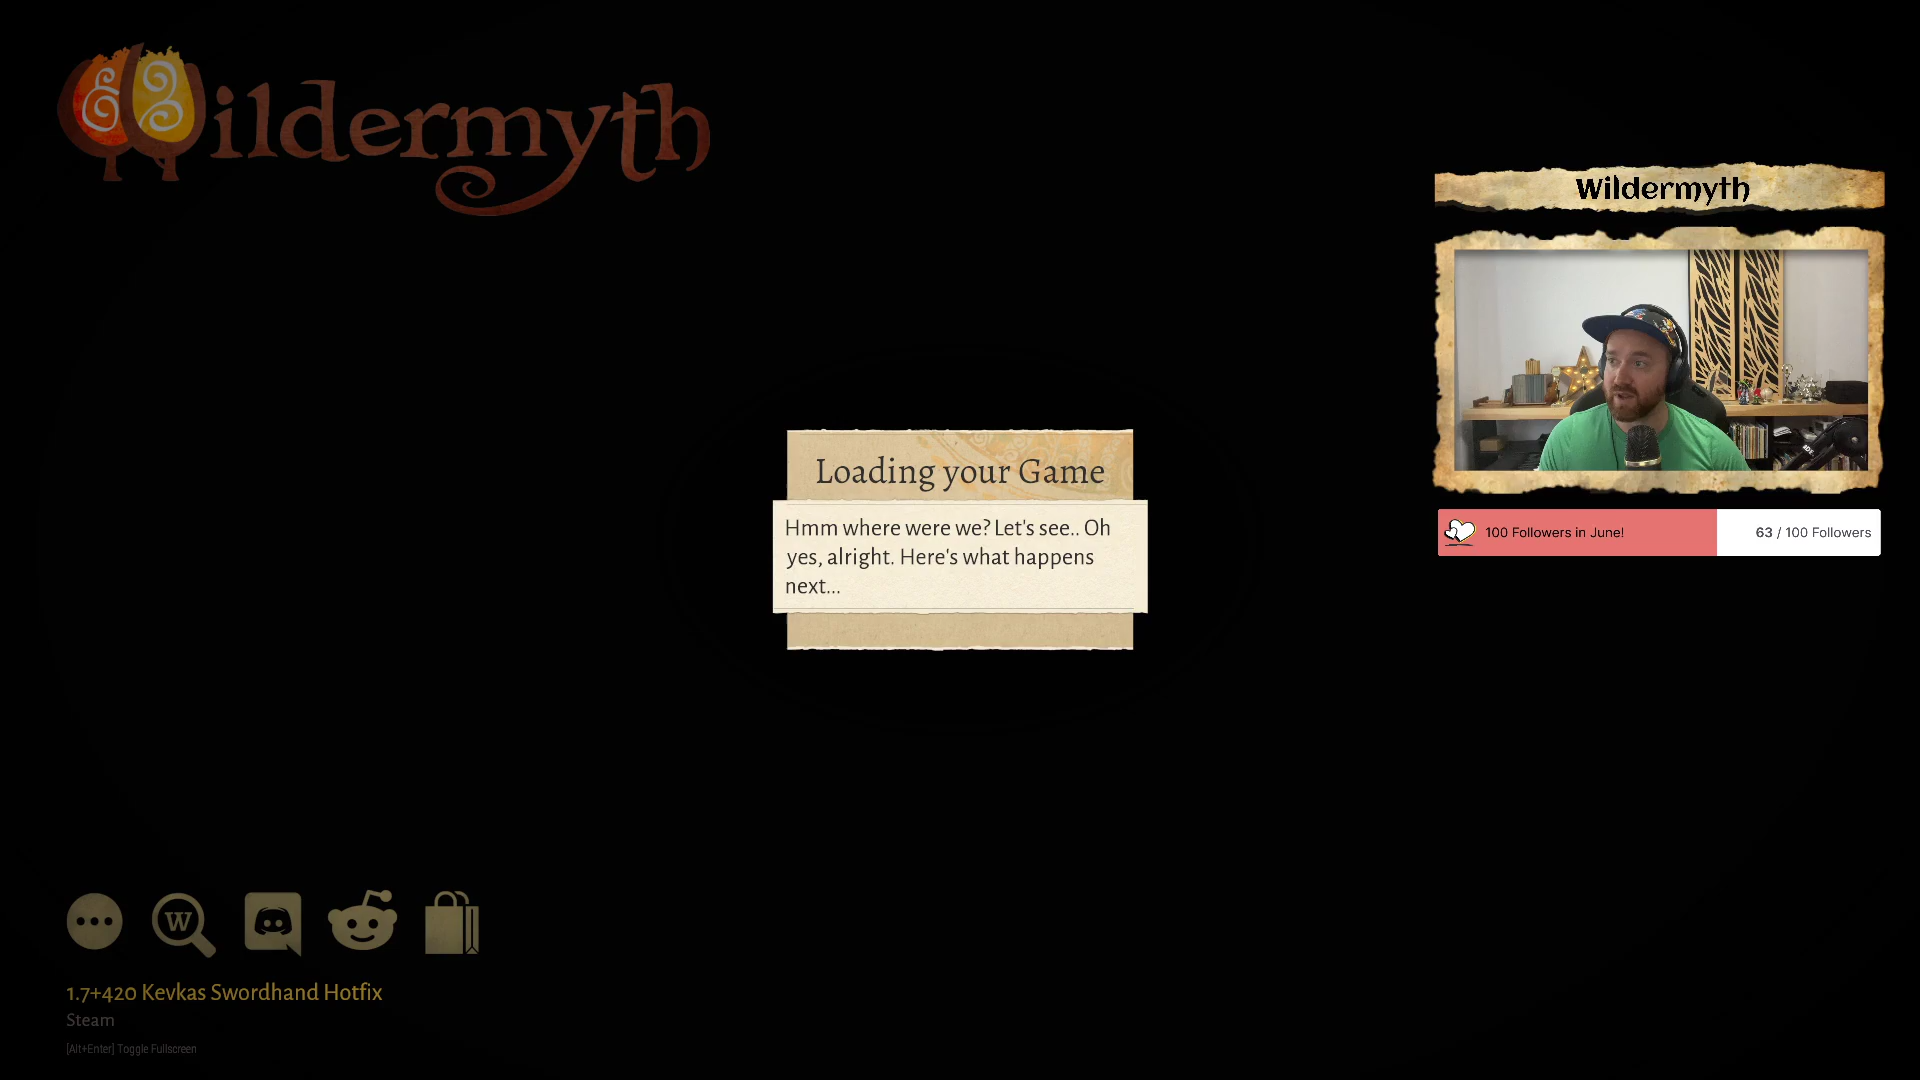 Wildermyth
Wildermyth
Loading your Game
Hmm where were we? Let's see.. Oh
yes, alright. Here's what happens
next...
100 Followers in June!
63 / 100 Followers
W
1.7+420 Kevkas Swordhand Hotfix
Steam
[Alt+Enter] Toggle Fullscreen